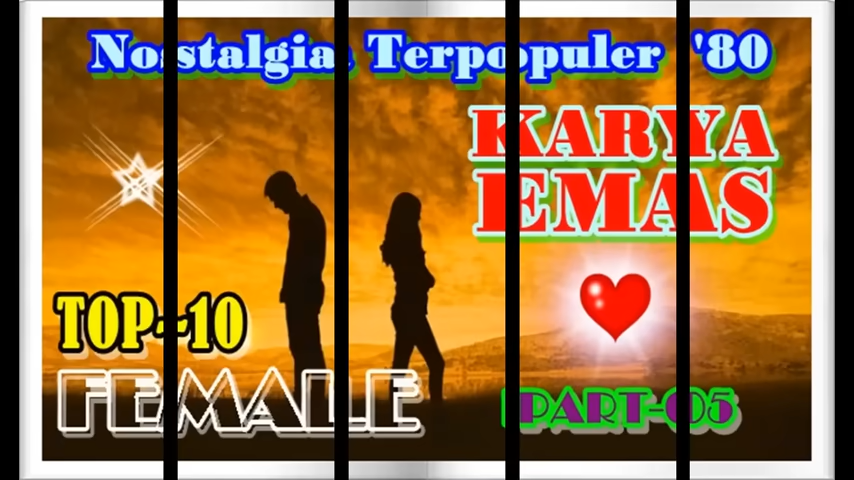 Nostalgia Terpopuler '80
KARYA
EMAS
TOP-10
FEMALE
PART-05